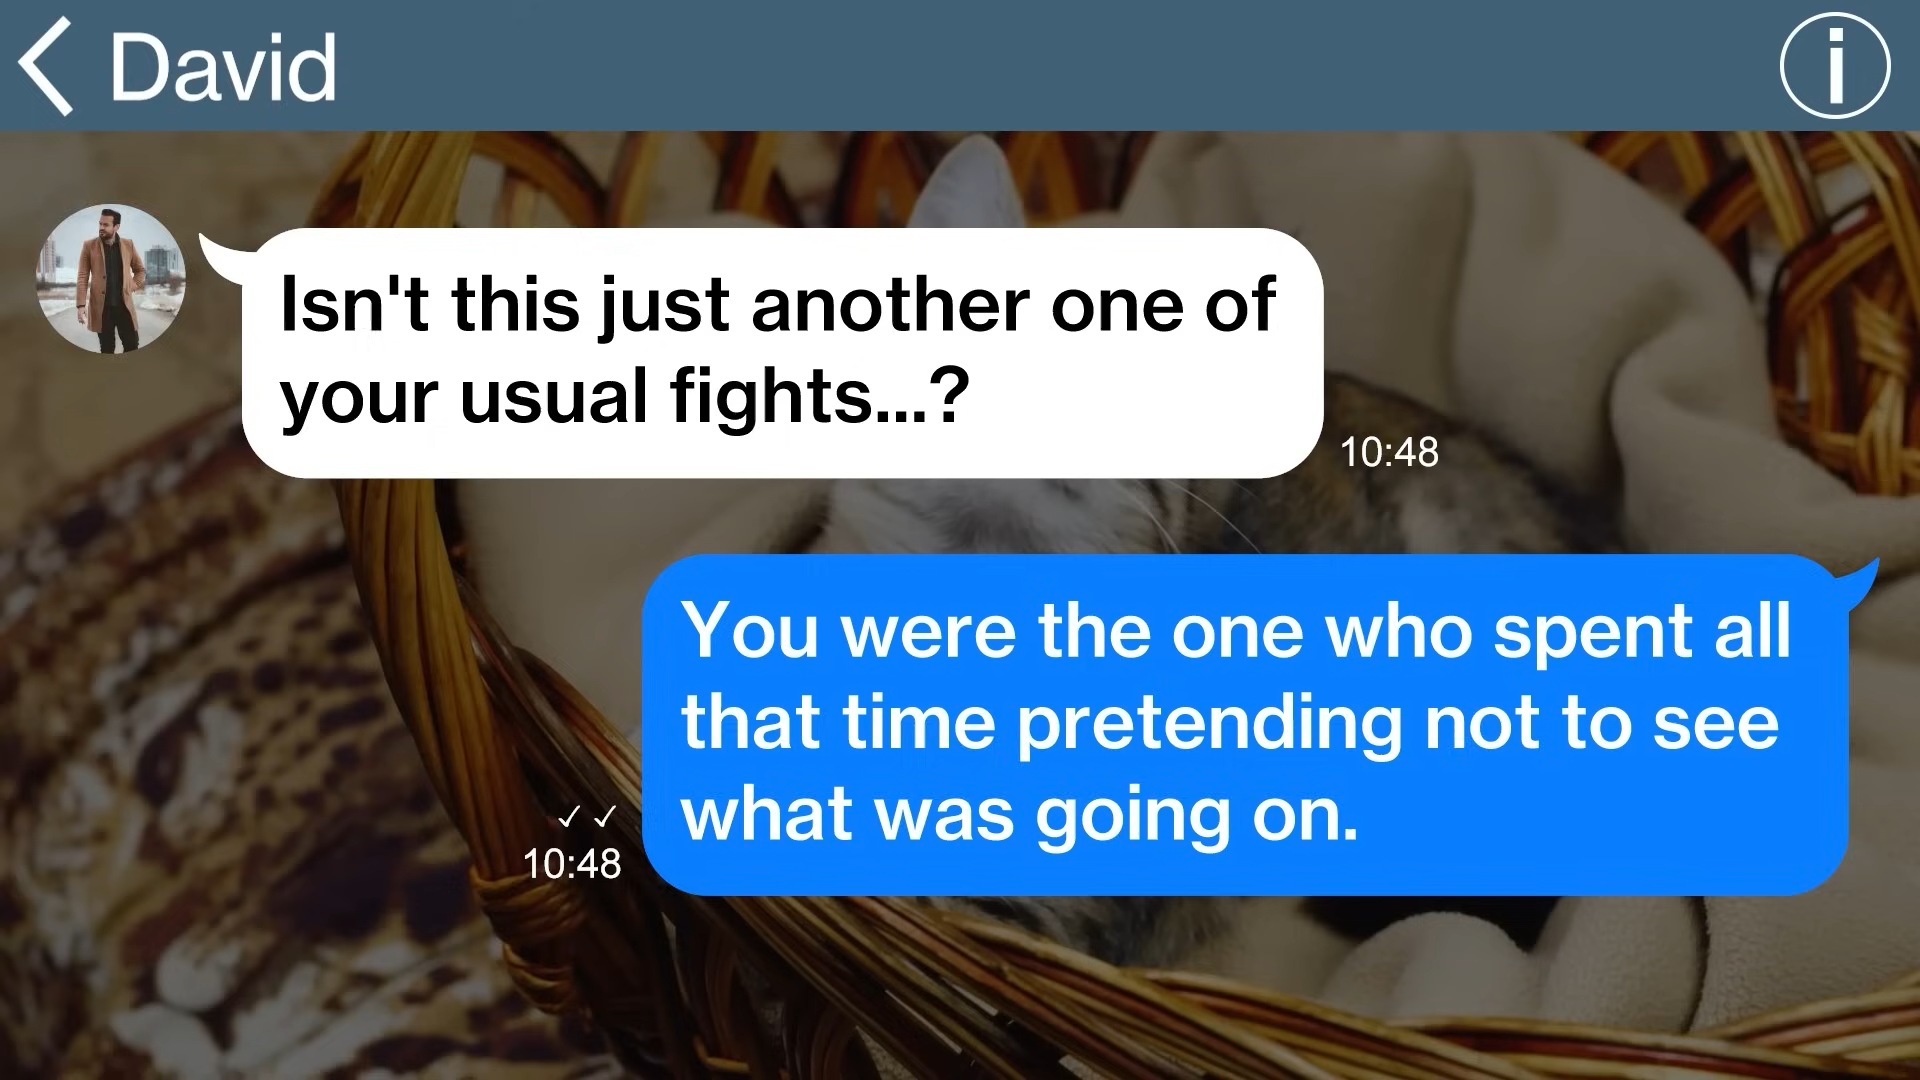 David
Isn't this just another one of
your usual fights...?
10:48
You were the one who spent all
that time pretending not to see
what was going on.
✓✓
10:48